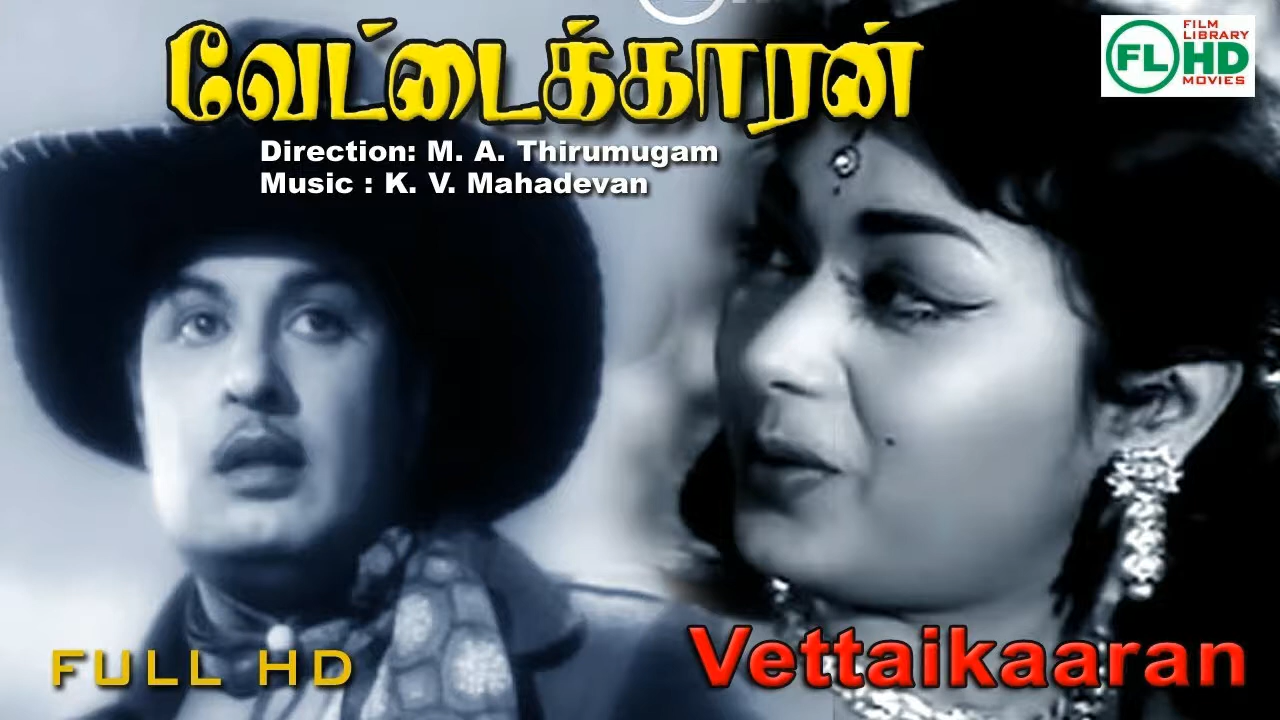 வேட்டைக்காரன்
Direction: M. A. Thirumugam
Music : K. V. Mahadevan
FL HD
FILM
LIBRARY
MOVIES
FULL HD
Vettaikaaran